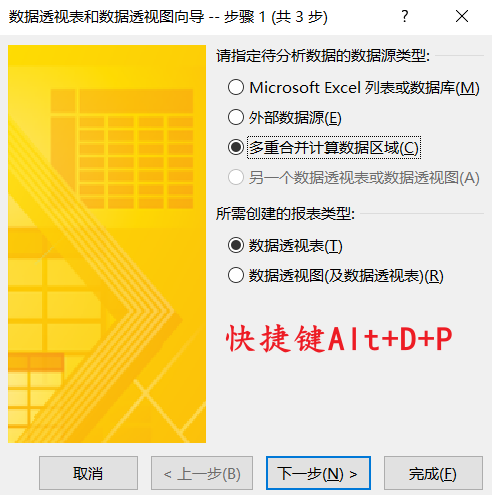 数据透视表和数据透视图向导 -- 步骤 1 (共 3 步)
请指定待分析数据的数据源类型:
Microsoft Excel 列表或数据库(M)
外部数据源(E)
多重合并计算数据区域(C)
另一个数据透视表或数据透视图(A)
所需创建的报表类型:
数据透视表(T)
数据透视图(及数据透视表)(R)
快捷键Alt+D+P
取消
< 上一步(B)
下一步(N) >
完成(F)